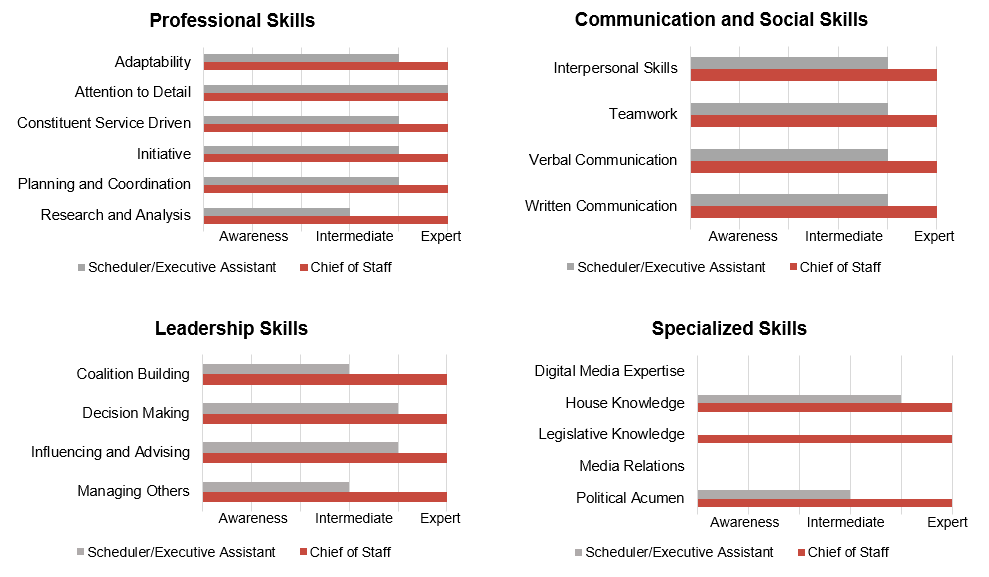 Professional Skills
Adaptability
Attention to Detail
Constituent Service Driven
Initiative
Planning and Coordination
Research and Analysis
Awareness Intermediate Expert
Scheduler/Executive Assistant Chief of Staff
Communication and Social Skills
Interpersonal Skills
Teamwork
Verbal Communication
Written Communication
Awareness Intermediate Expert
Scheduler/Executive Assistant Chief of Staff
Leadership Skills
Coalition Building
Decision Making
Influencing and Advising
Managing Others
Awareness Intermediate Expert
Scheduler/Executive Assistant Chief of Staff
Specialized Skills
Digital Media Expertise
House Knowledge
Legislative Knowledge
Media Relations
Political Acumen
Awareness Intermediate Expert
Scheduler/Executive Assistant Chief of Staff